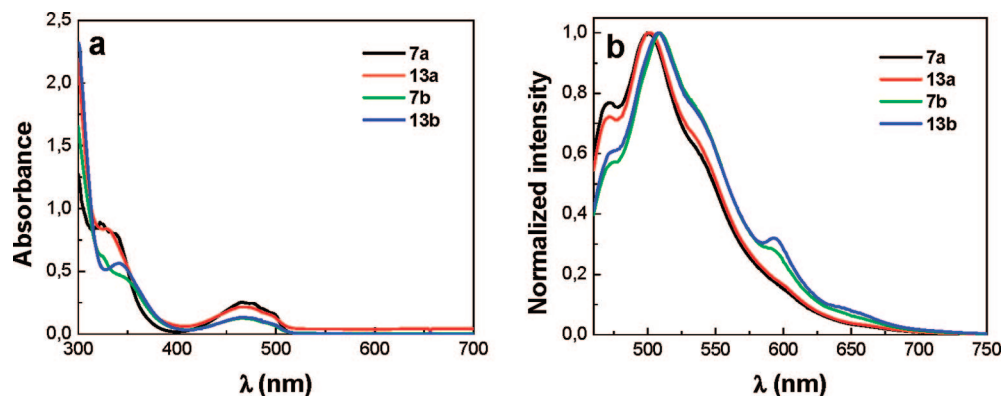 a
2,5
2,0
1,5
1,0
0,5
0,0
300
400
500
600
700
Absorbance
λ (nm)
7a
13a
7b
13b
b
1,0
0,8
0,6
0,4
0,2
0,0
500
550
600
650
700
750
Normalized intensity
λ (nm)
7a
13a
7b
13b